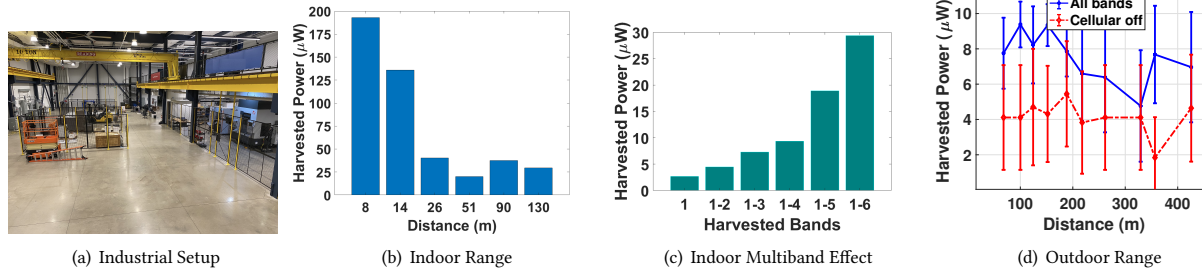 (a) Industrial Setup
200
175
150
125
100
75
50
25
0
Harvested Power (μW)
8 14 26 51 90 130
Distance (m)
(b) Indoor Range
30
25
20
15
10
5
0
Harvested Power (μW)
1 1-2 1-3 1-4 1-5 1-6
Harvested Bands
(c) Indoor Multiband Effect
All bands
Cellular off
10
8
6
4
2
Harvested Power (μW)
100 200 300 400
Distance (m)
(d) Outdoor Range